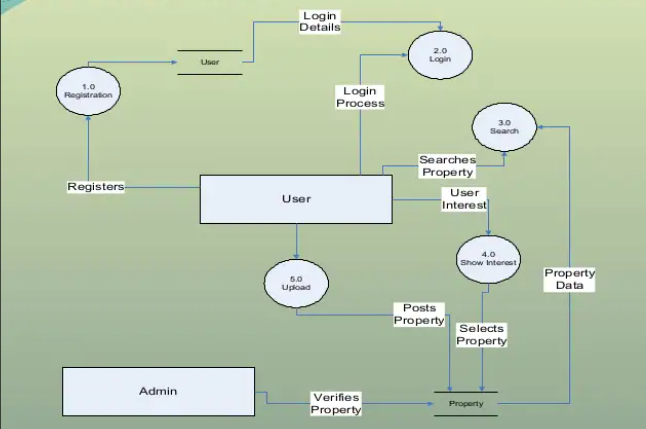 Login
Details
User
2.0
Login
1.0
Registration
Login
Process
3.0
Search
Searches
Property
Registers
User
Interest
User
4.0
Show Interest
5.0
Upload
Property
Data
Posts
Property
Selects
Property
Admin
Verifies
Property
Property